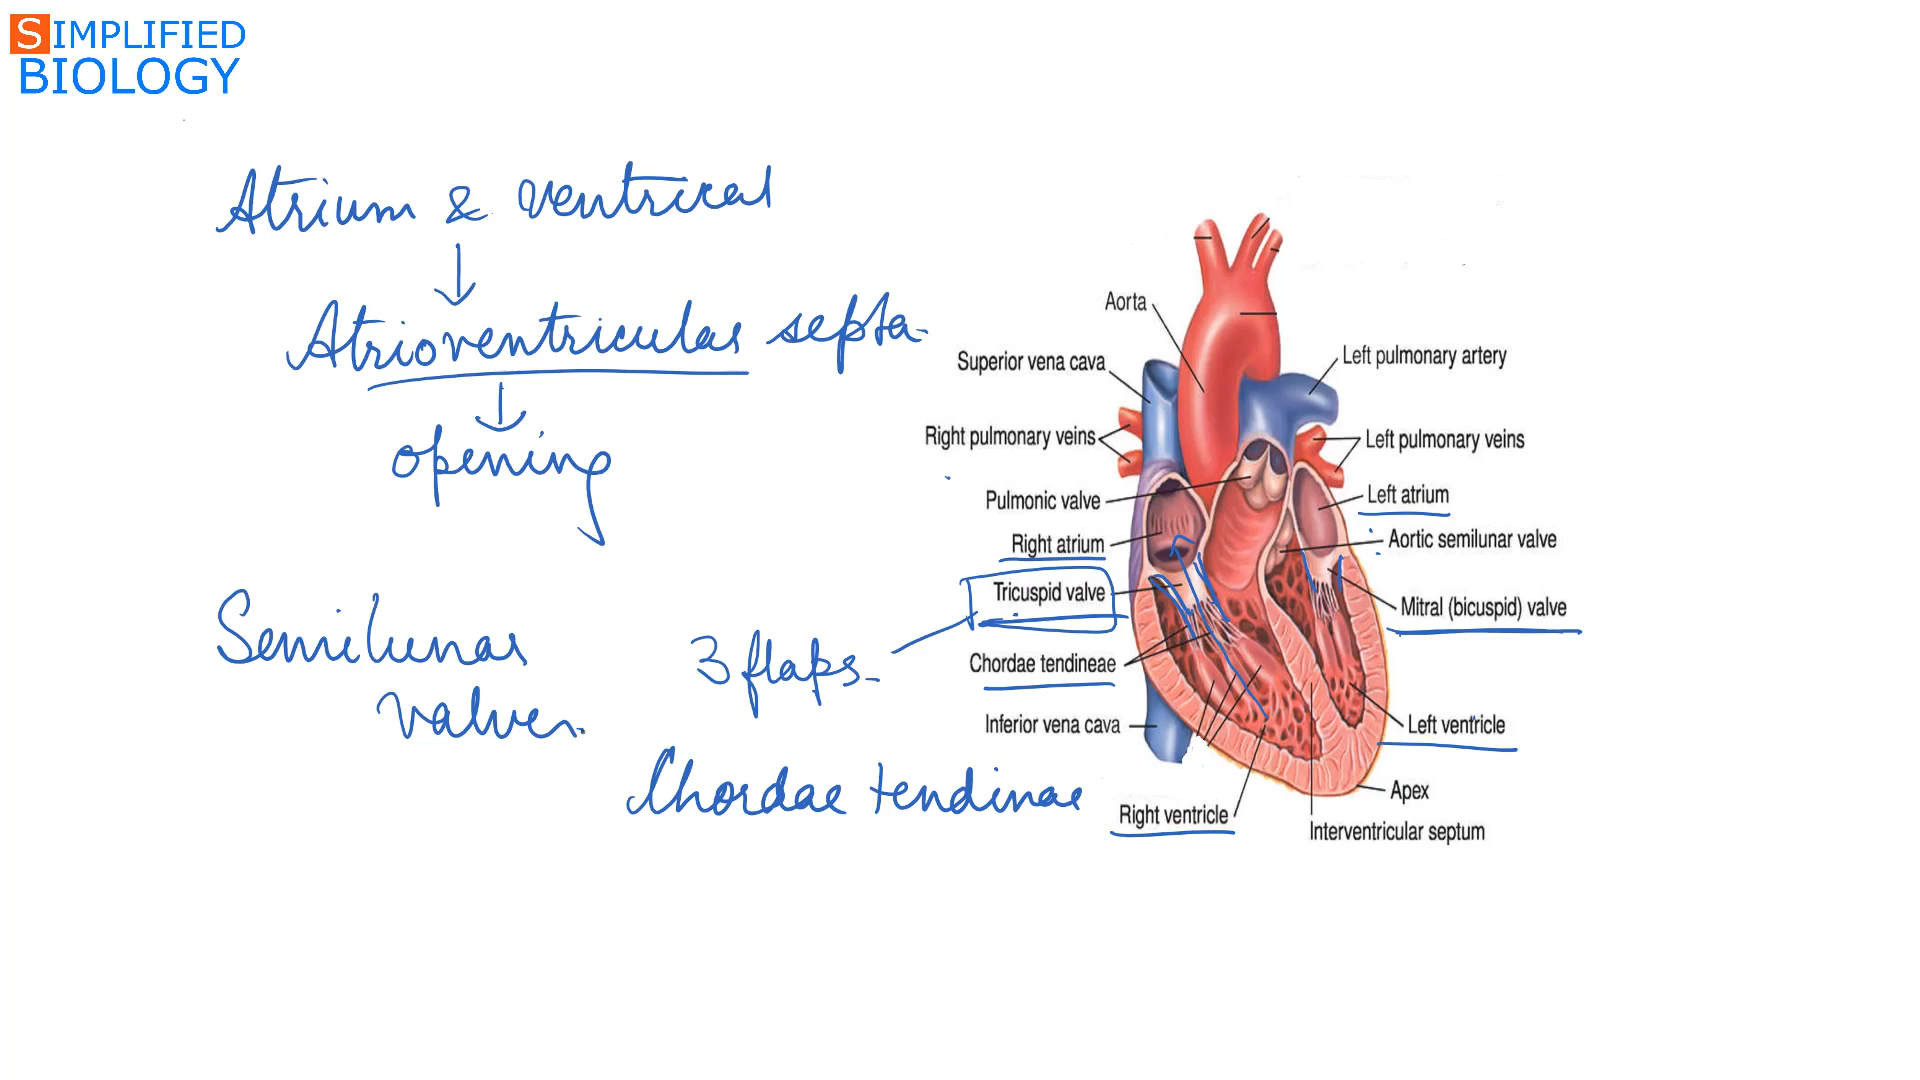 SIMPLIFIED
BIOLOGY
Atrium & ventrical
Atrioventricular septa
opening
Semilunar
valves
3 flaps
Chordae tendinae
Aorta
Superior vena cava
Right pulmonary veins
Pulmonic valve
Right atrium
Tricuspid valve
Chordae tendineae
Inferior vena cava
Right ventricle
Left pulmonary artery
Left pulmonary veins
Left atrium
Aortic semilunar valve
Mitral (bicuspid) valve
Left ventricle
Apex
Interventricular septum